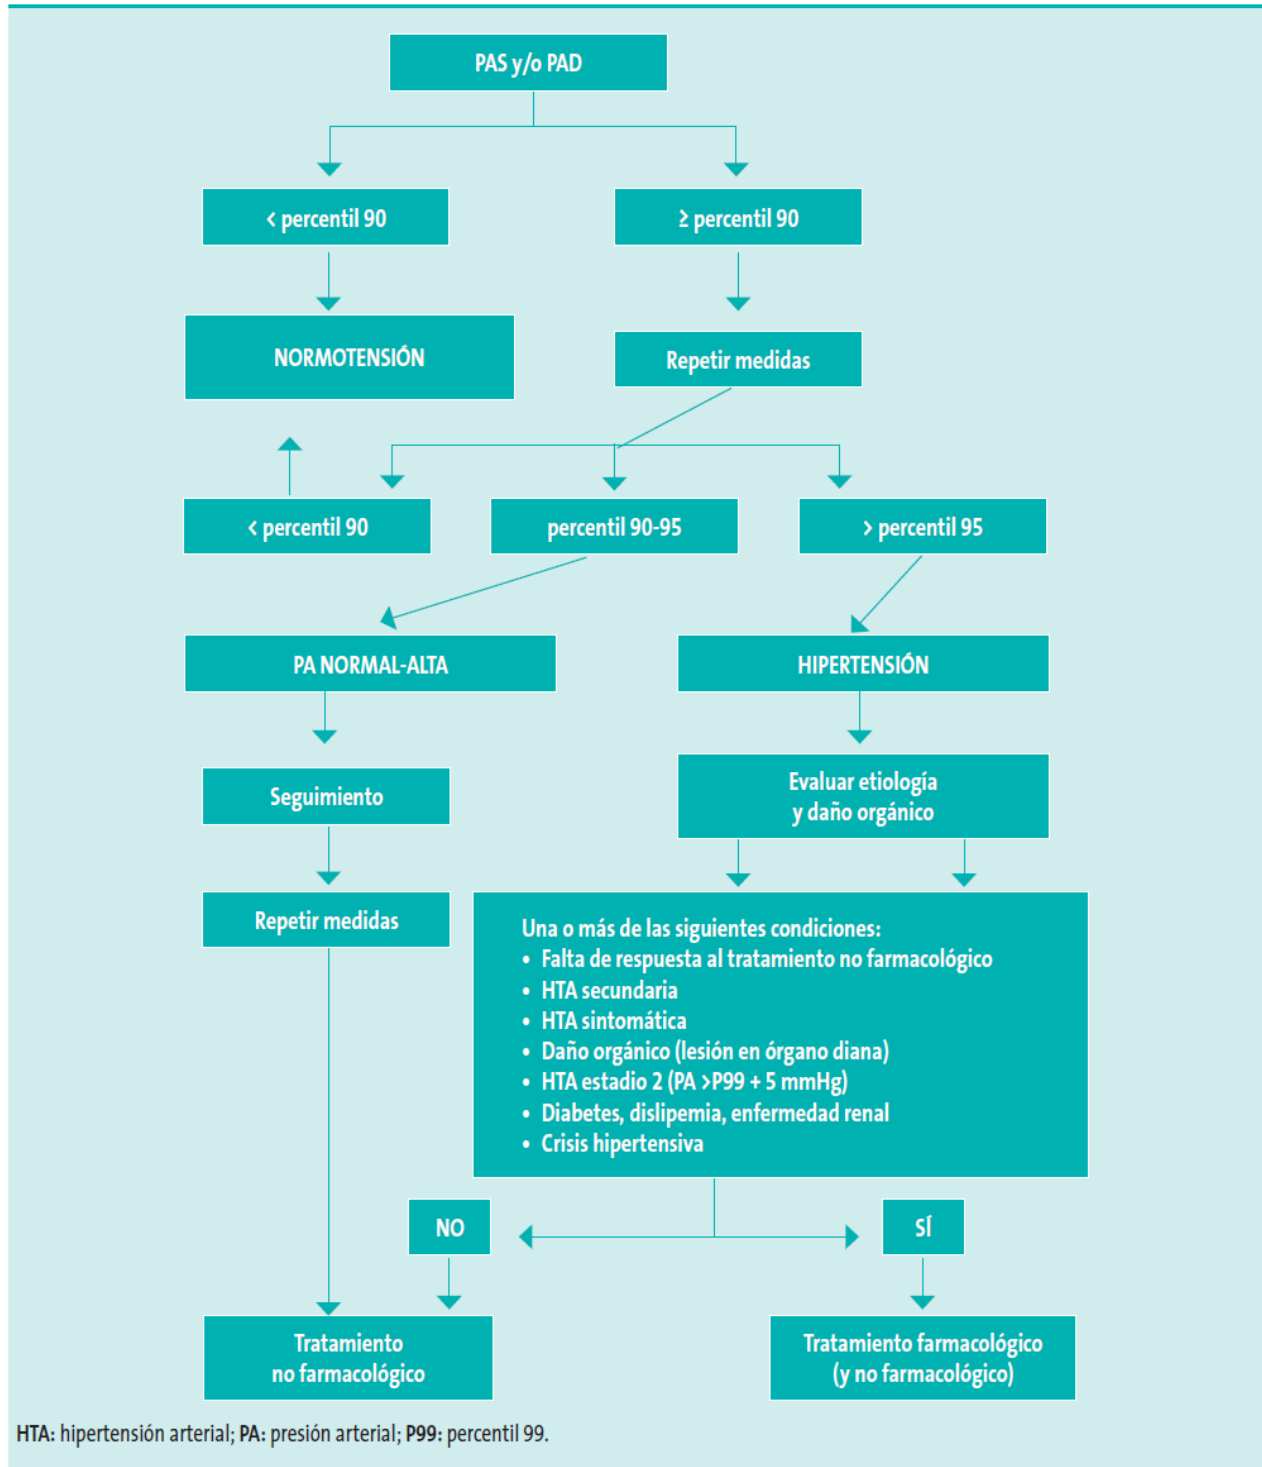 PAS y/o PAD
< percentil 90
≥ percentil 90
NORMOTENSIÓN
Repetir medidas
< percentil 90
percentil 90-95
> percentil 95
PA NORMAL-ALTA
HIPERTENSIÓN
Seguimiento
Evaluar etiología
y daño orgánico
Repetir medidas
Una o más de las siguientes condiciones:
• Falta de respuesta al tratamiento no farmacológico
• HTA secundaria
• HTA sintomática
• Daño orgánico (lesión en órgano diana)
• HTA estadio 2 (PA >P99 + 5 mmHg)
• Diabetes, dislipemia, enfermedad renal
• Crisis hipertensiva
NO
SÍ
Tratamiento
no farmacológico
Tratamiento farmacológico
(y no farmacológico)
HTA: hipertensión arterial; PA: presión arterial; P99: percentil 99.